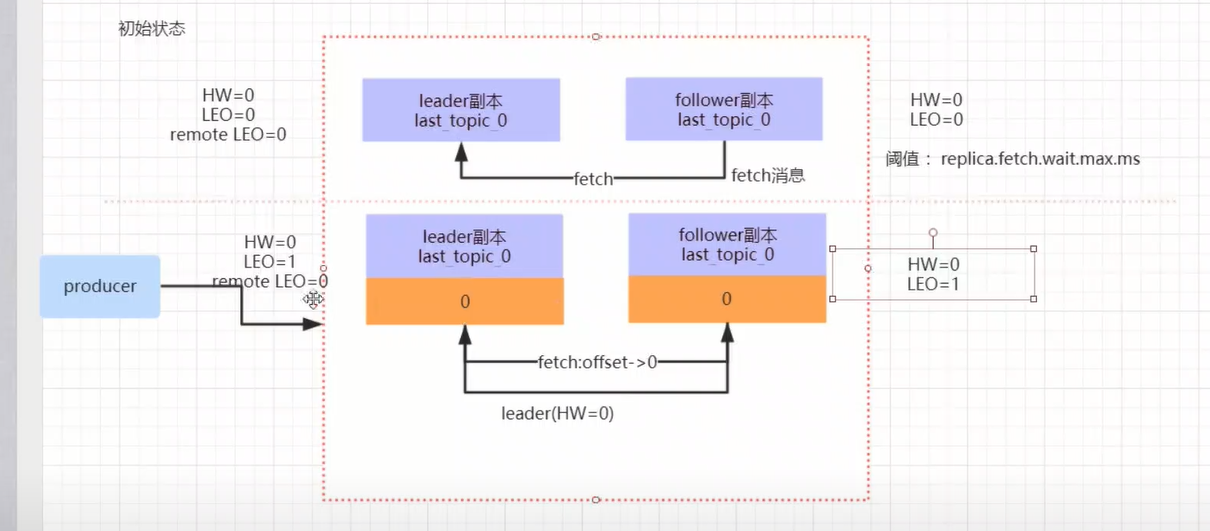 初始状态
HW=0
LEO=0
remote LEO=0
leader副本
last_topic_0
follower副本
last_topic_0
HW=0
LEO=0
fetch
fetch消息
阈值： replica.fetch.wait.max.ms
producer
HW=0
LEO=1
remote LEO=0
leader副本
last_topic_0
0
follower副本
last_topic_0
0
HW=0
LEO=1
fetch:offset->0
leader(HW=0)